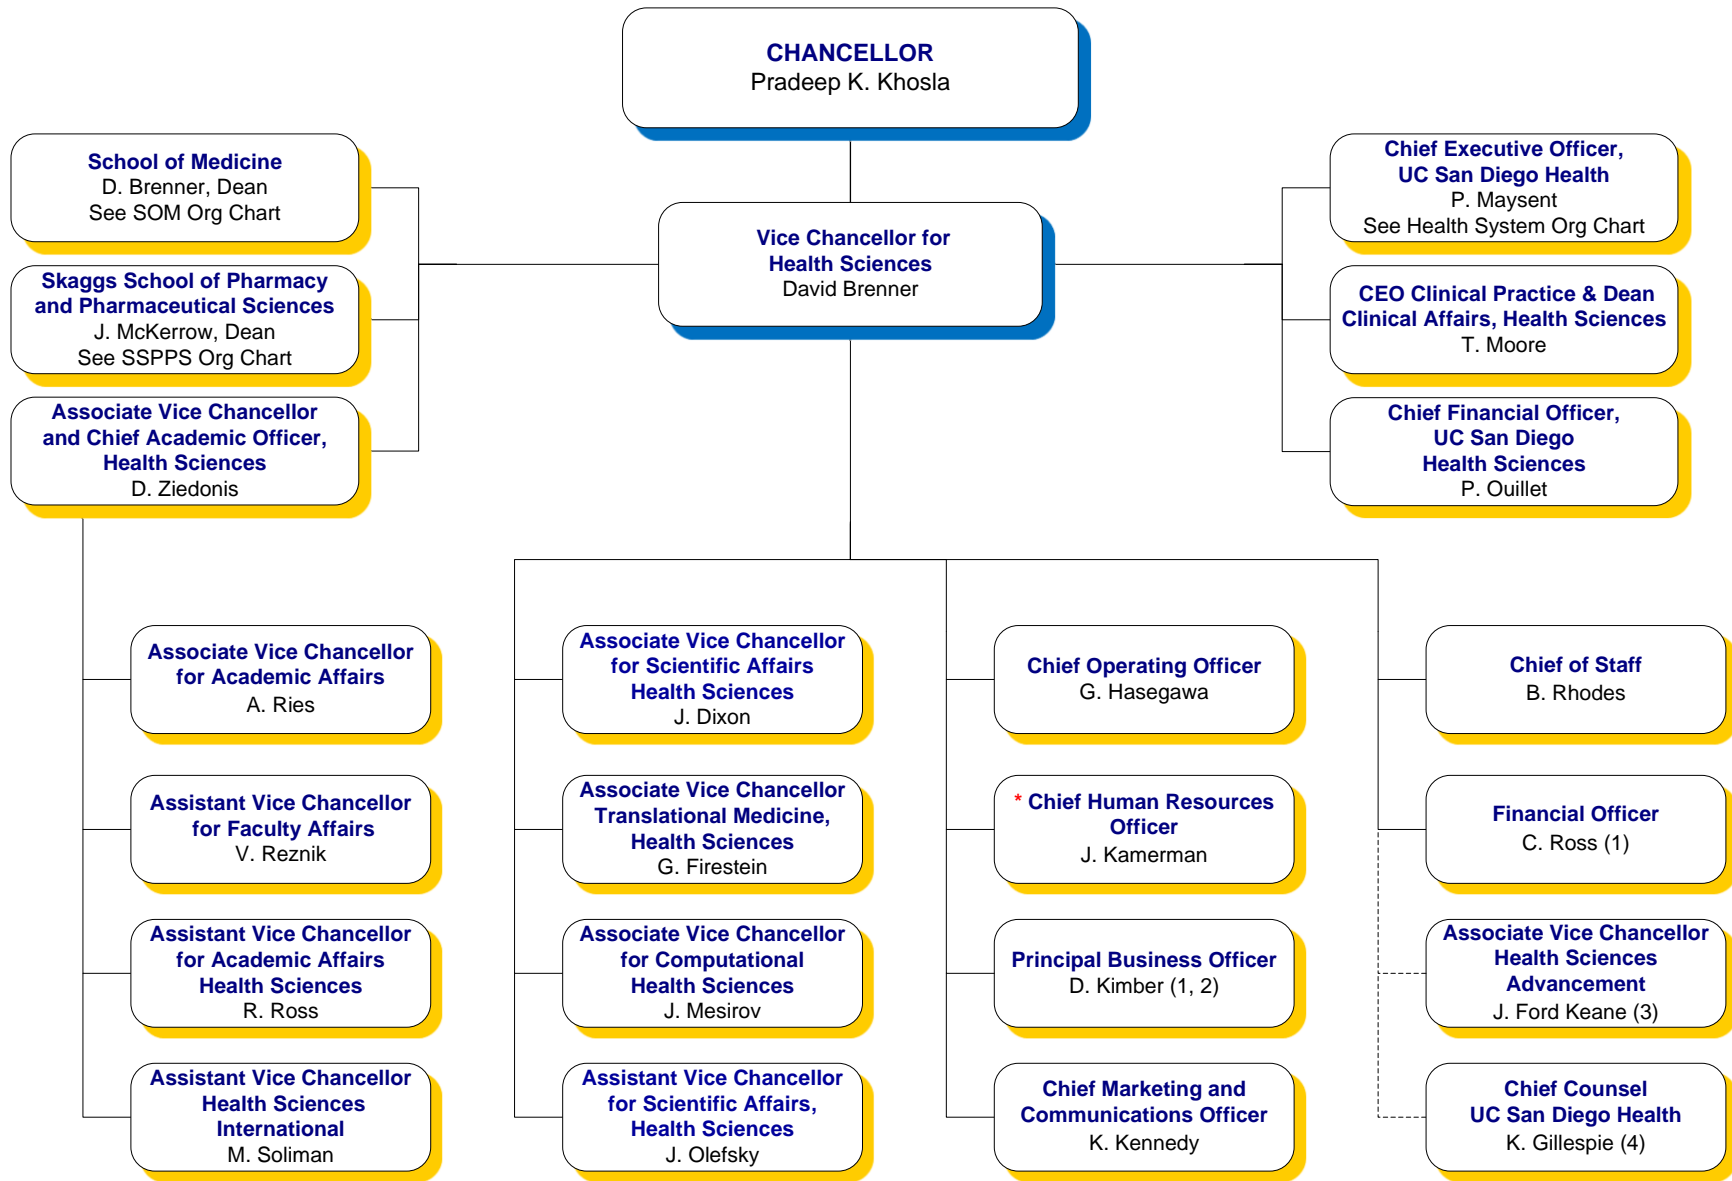 CHANCELLOR
Pradeep K. Khosla
School of Medicine
D. Brenner, Dean
See SOM Org Chart
Skaggs School of Pharmacy
and Pharmaceutical Sciences
J. McKerrow, Dean
See SSPPS Org Chart
Associate Vice Chancellor
and Chief Academic Officer,
Health Sciences
D. Ziedonis
Vice Chancellor for
Health Sciences
David Brenner
Chief Executive Officer,
UC San Diego Health
P. Maysent
See Health System Org Chart
CEO Clinical Practice & Dean
Clinical Affairs, Health Sciences
T. Moore
Chief Financial Officer,
UC San Diego
Health Sciences
P. Ouillet
Associate Vice Chancellor
for Academic Affairs
A. Ries
Assistant Vice Chancellor
for Faculty Affairs
V. Reznik
Assistant Vice Chancellor
for Academic Affairs
Health Sciences
R. Ross
Assistant Vice Chancellor
Health Sciences
International
M. Soliman
Associate Vice Chancellor
for Scientific Affairs
Health Sciences
J. Dixon
Associate Vice Chancellor
Translational Medicine,
Health Sciences
G. Firestein
Associate Vice Chancellor
for Computational
Health Sciences
J. Mesirov
Assistant Vice Chancellor
for Scientific Affairs,
Health Sciences
J. Olefsky
Chief Operating Officer
G. Hasegawa
* Chief Human Resources
Officer
J. Kamerman
Principal Business Officer
D. Kimber (1, 2)
Chief Marketing and
Communications Officer
K. Kennedy
Chief of Staff
B. Rhodes
Financial Officer
C. Ross (1)
Associate Vice Chancellor
Health Sciences
Advancement
J. Ford Keane (3)
Chief Counsel
UC San Diego Health
K. Gillespie (4)